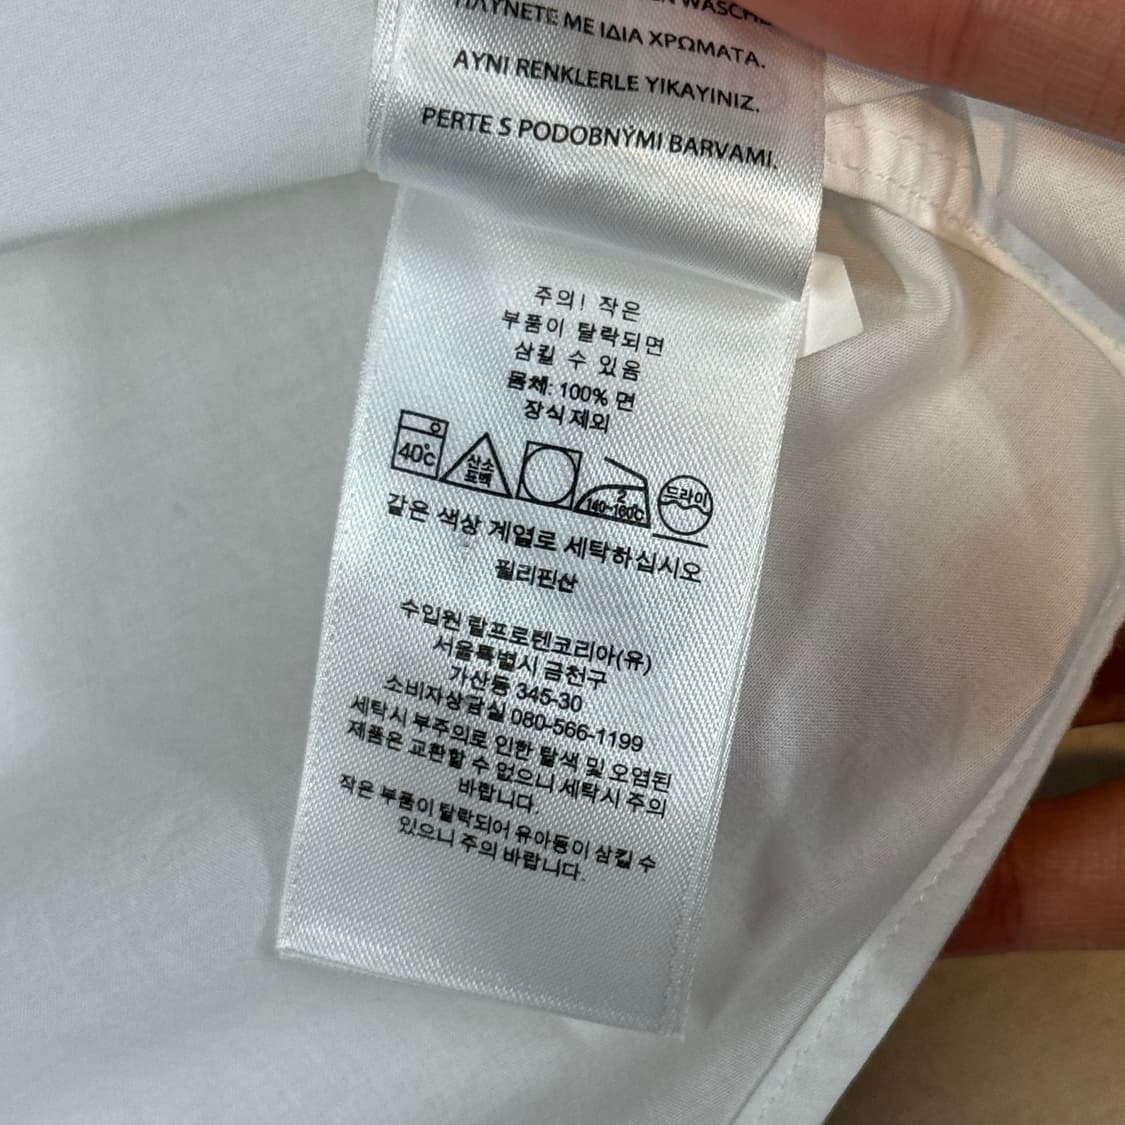 WASCHE
ΠΛΥΝΕΤΕ ΜΕ ΙΔΙΑ ΧΡΩΜΑΤΑ.
AYNI RENKLERLE YIKAYINIZ.
PERTE S PODOBNÝMI BARVAMI.
주의! 작은
부품이 탈락되면
삼킬 수 있음
몸체: 100% 면
장식 제외
40°C
산소
표백
2
140~160°C
드라이
같은 색상 계열로 세탁하십시오
필리핀산
수입원 랄프로렌코리아(유)
서울특별시 금천구
가산동 345-30
소비자상담실 080-566-1199
세탁시 부주의로 인한 탈색 및 오염된
제품은 교환할 수 없으니 세탁시 주의
바랍니다.
작은 부품이 탈락되어 유아동이 삼킬 수
있으니 주의 바랍니다.